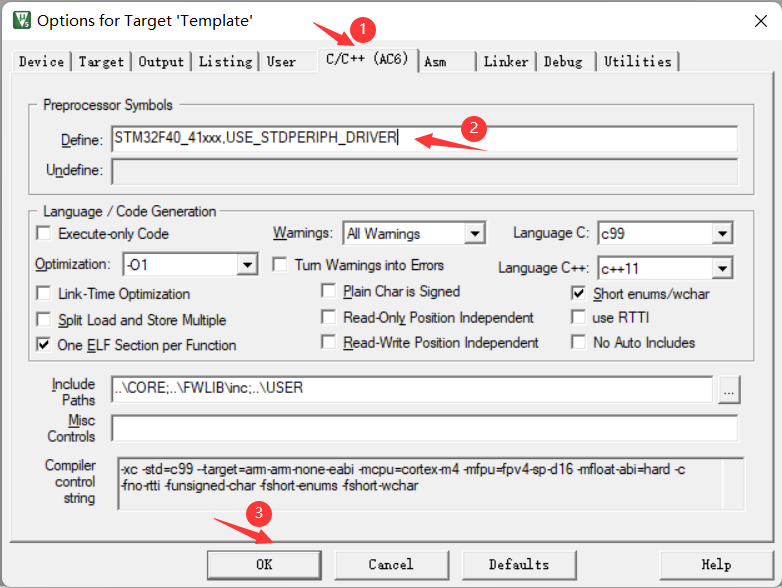 Options for Target 'Template'
1
Device Target Output Listing User C/C++ (AC6) Asm Linker Debug Utilities
Preprocessor Symbols
Define: STM32F40_41xxx,USE_STDPERIPH_DRIVER
2
Undefine:
Language / Code Generation
Execute-only Code Warnings: All Warnings Language C: c99
Optimization: -O1 Turn Warnings into Errors Language C++: c++11
Link-Time Optimization Plain Char is Signed Short enums/wchar
Split Load and Store Multiple Read-Only Position Independent use RTTI
One ELF Section per Function Read-Write Position Independent No Auto Includes
Include
Paths
..\CORE;..\FWLIB\inc;..\USER
...
Misc
Controls
Compiler
control
string
-xc -std=c99 --target=arm-arm-none-eabi -mcpu=cortex-m4 -mfpu=fpv4-sp-d16 -mfloat-abi=hard -c
-fno-rtti -funsigned-char -fshort-enums -fshort-wchar
3
OK Cancel Defaults Help